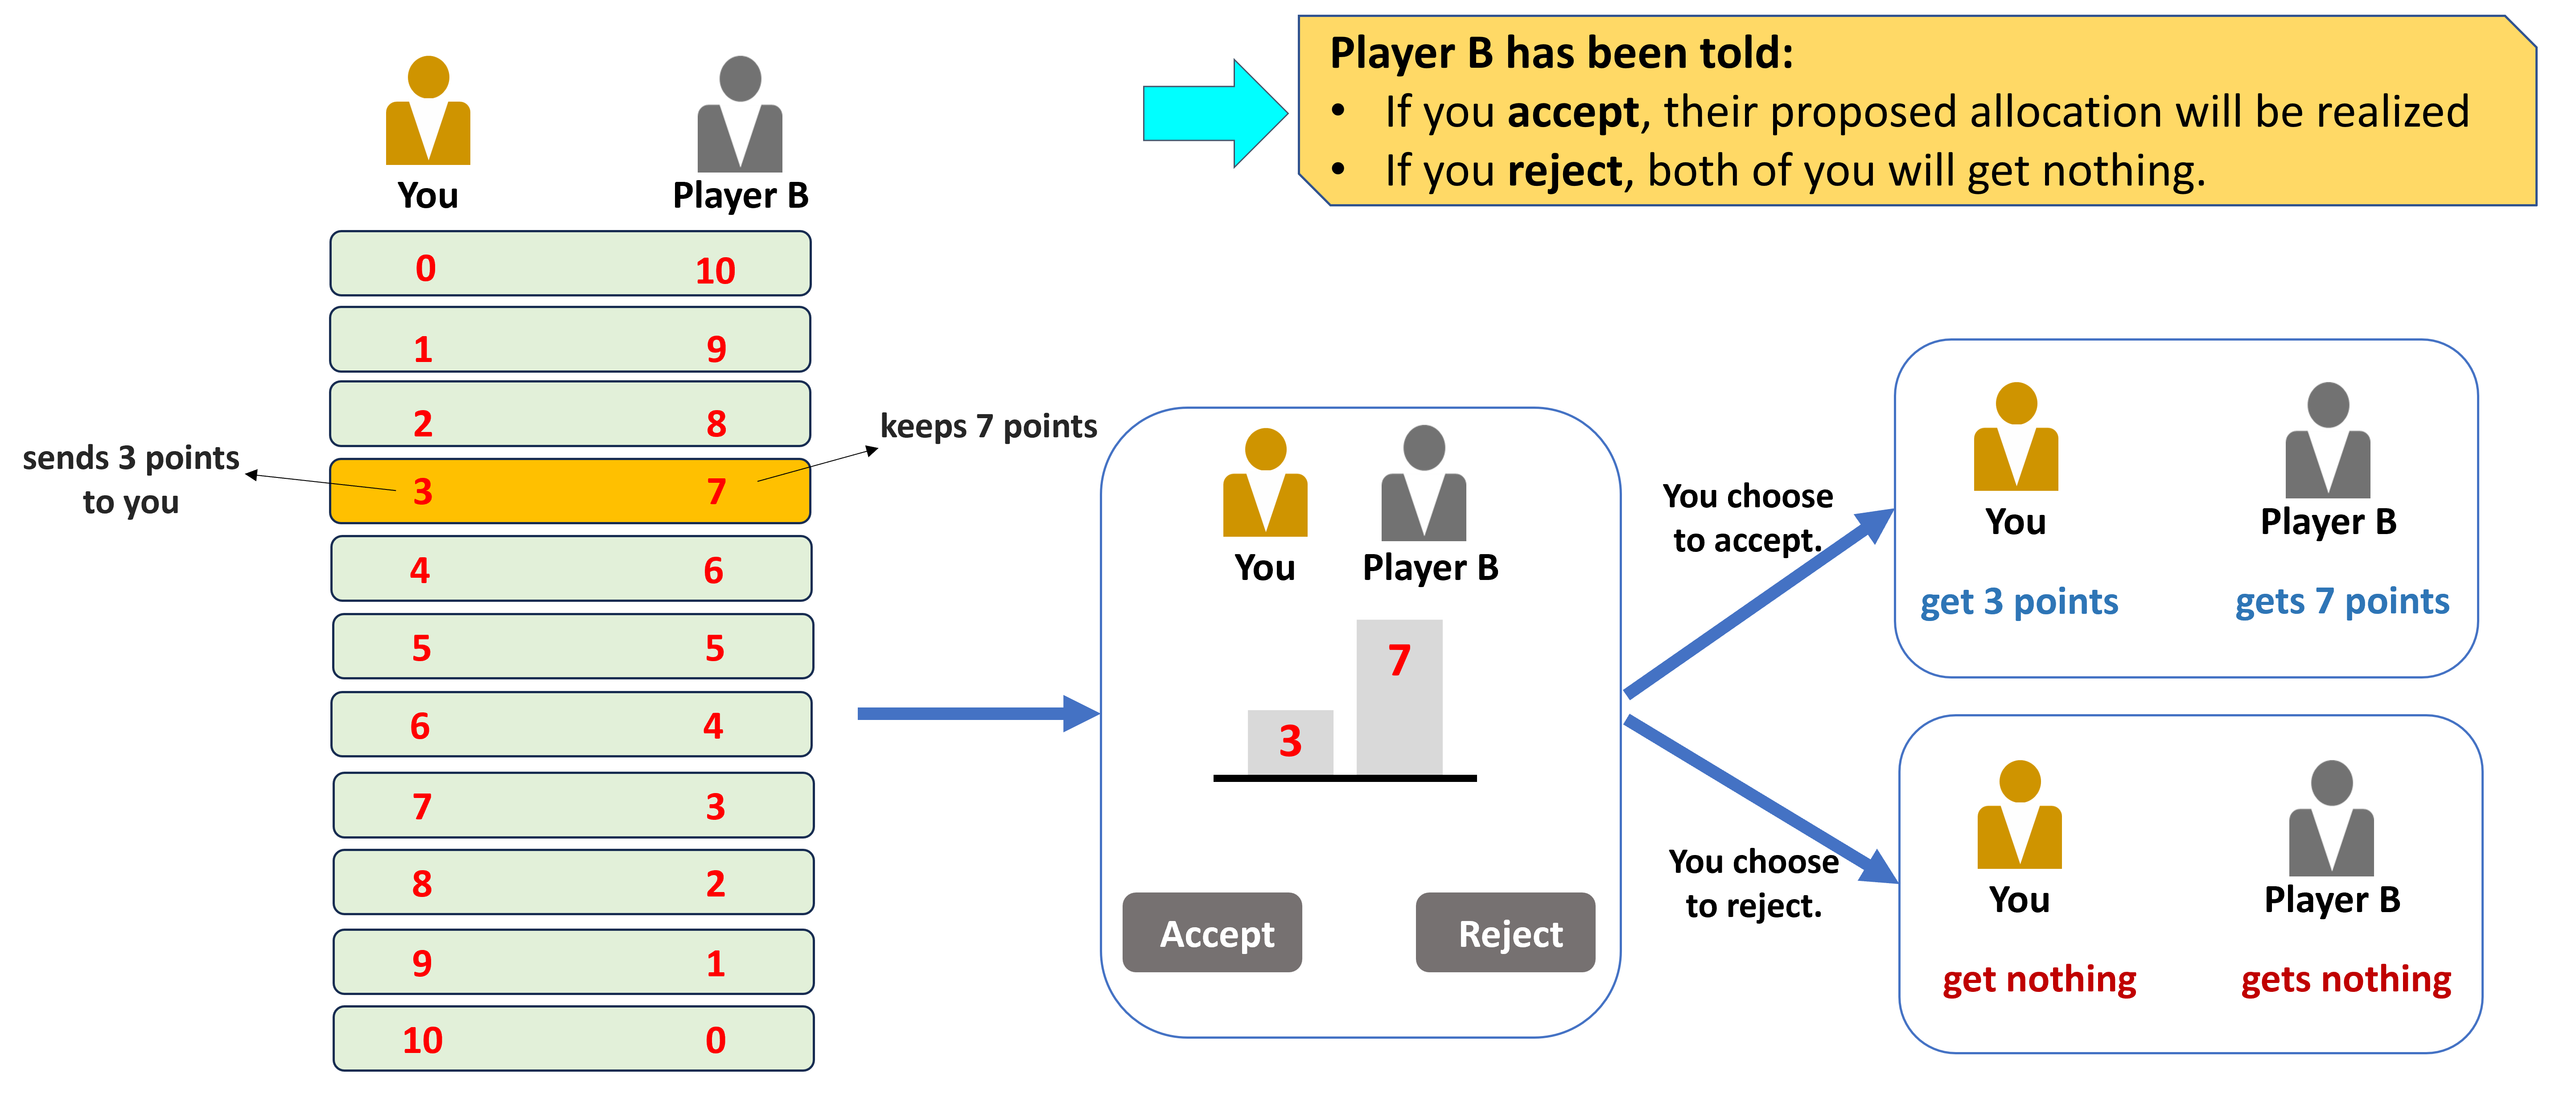 Player B has been told:
• If you accept, their proposed allocation will be realized
• If you reject, both of you will get nothing.
You Player B
0 10
1 9
2 8
3 7
4 6
5 5
6 4
7 3
8 2
9 1
10 0
sends 3 points
to you
keeps 7 points
You Player B
3 7
Accept Reject
You choose
to accept.
You Player B
get 3 points gets 7 points
You choose
to reject.
You Player B
get nothing gets nothing